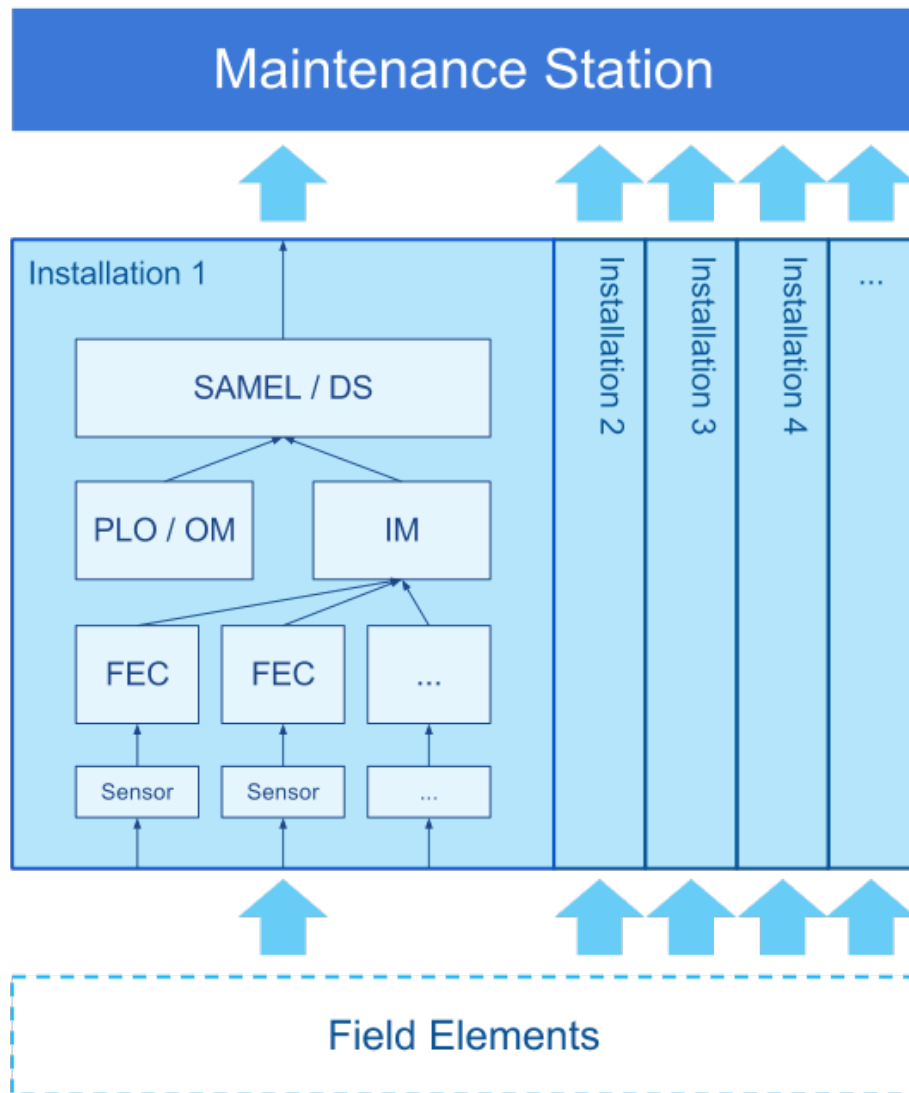 Maintenance Station
Installation 1
SAMEL / DS
PLO / OM
IM
FEC
FEC
...
Sensor
Sensor
...
Installation 2
Installation 3
Installation 4
...
Field Elements